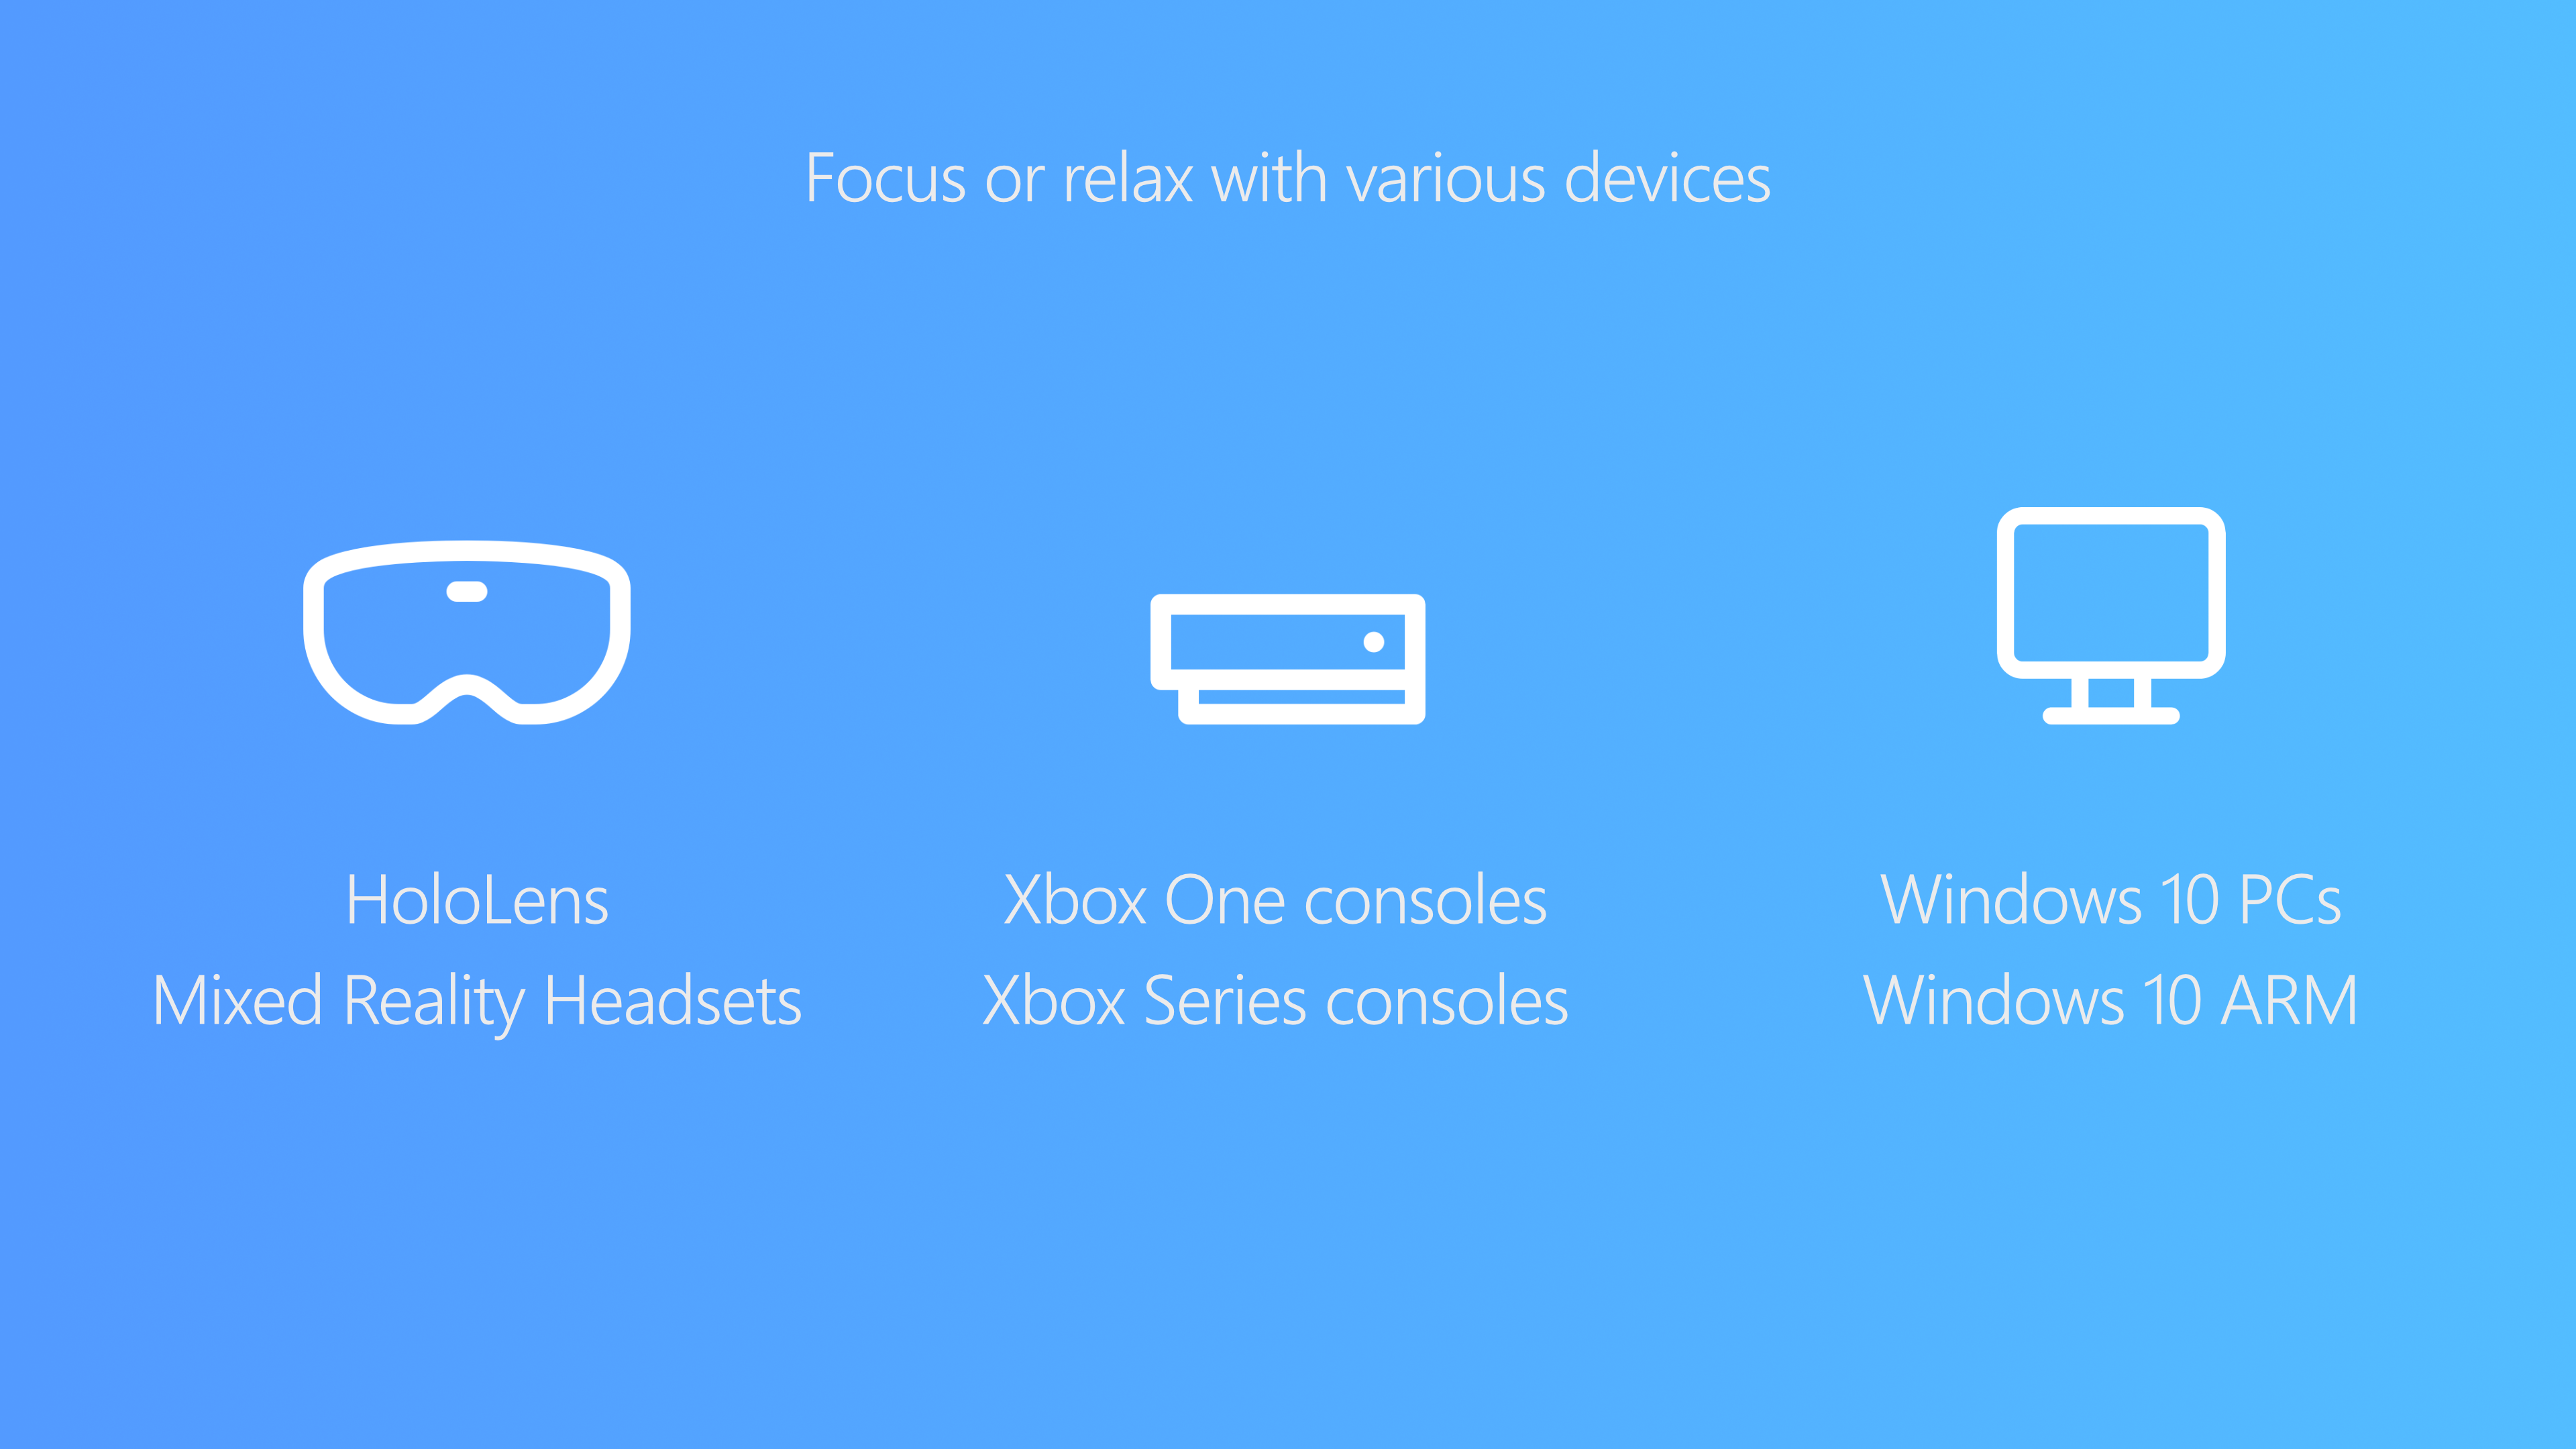 Focus or relax with various devices
HoloLens
Mixed Reality Headsets
Xbox One consoles
Xbox Series consoles
Windows 10 PCs
Windows 10 ARM